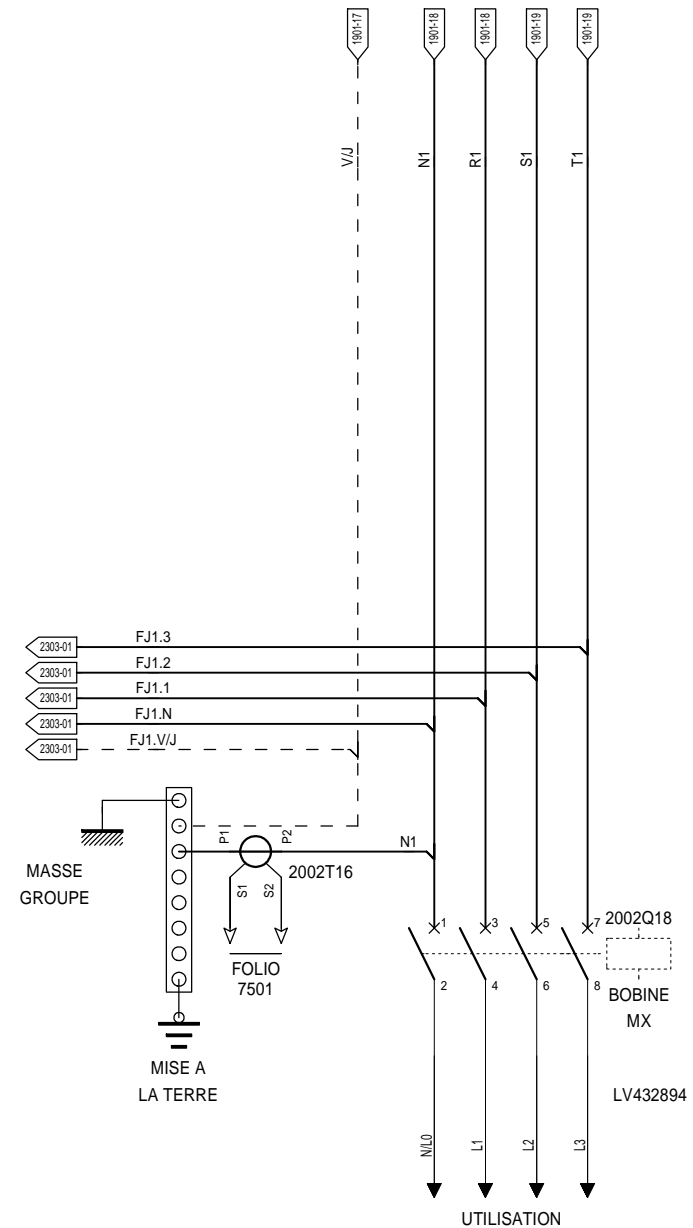 1901-17
1901-18
1901-18
1901-19
1901-19
V/J
N1
R1
S1
T1
2303-01
FJ1.3
2303-01
FJ1.2
2303-01
FJ1.1
2303-01
FJ1.N
2303-01
FJ1.V/J
P1
P2
N1
2002T16
S1
S2
MASSE
GROUPE
FOLIO
7501
1
3
5
7
2002Q18
2
4
6
8
BOBINE
MX
MISE A
LA TERRE
LV432894
N/L0
L1
L2
L3
UTILISATION